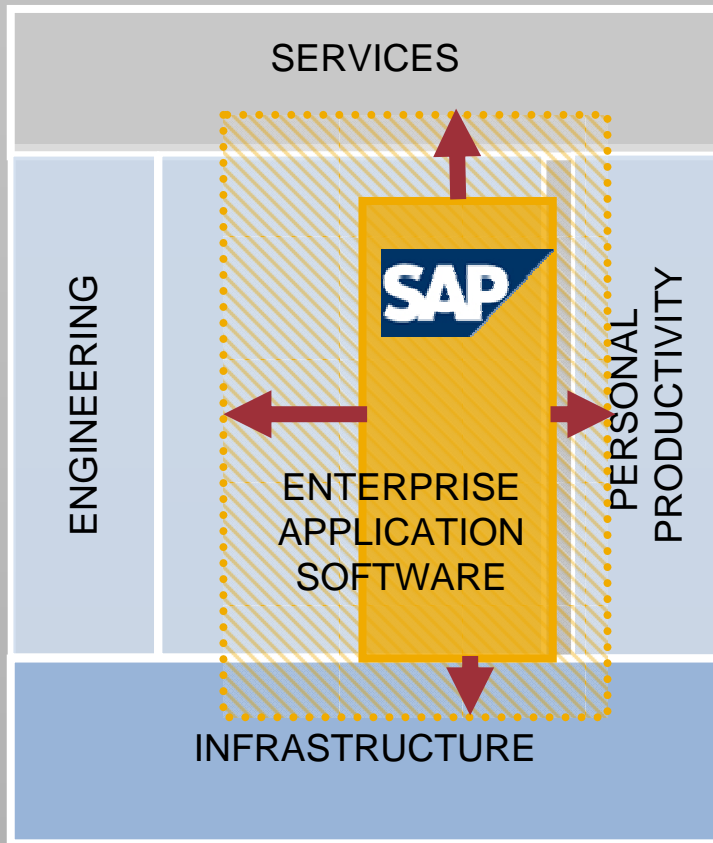 SERVICES
SAP
ENGINEERING
PERSONAL
PRODUCTIVITY
ENTERPRISE
APPLICATION
SOFTWARE
INFRASTRUCTURE